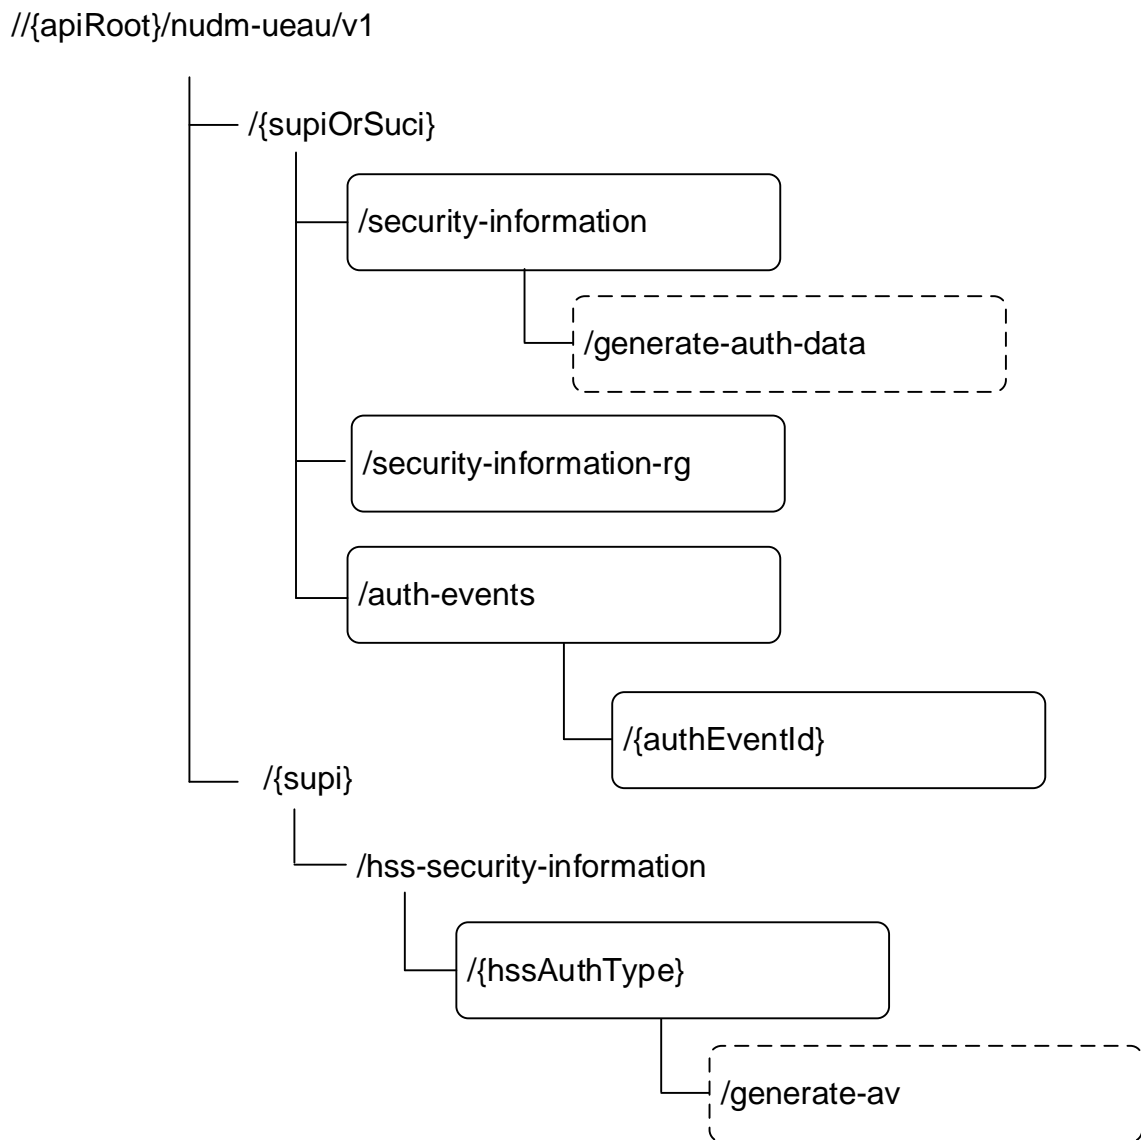 //{apiRoot}/nudm-ueau/v1
/{supiOrSuci}
/security-information
/generate-auth-data
/security-information-rg
/auth-events
/{authEventId}
/{supi}
/hss-security-information
/{hssAuthType}
/generate-av